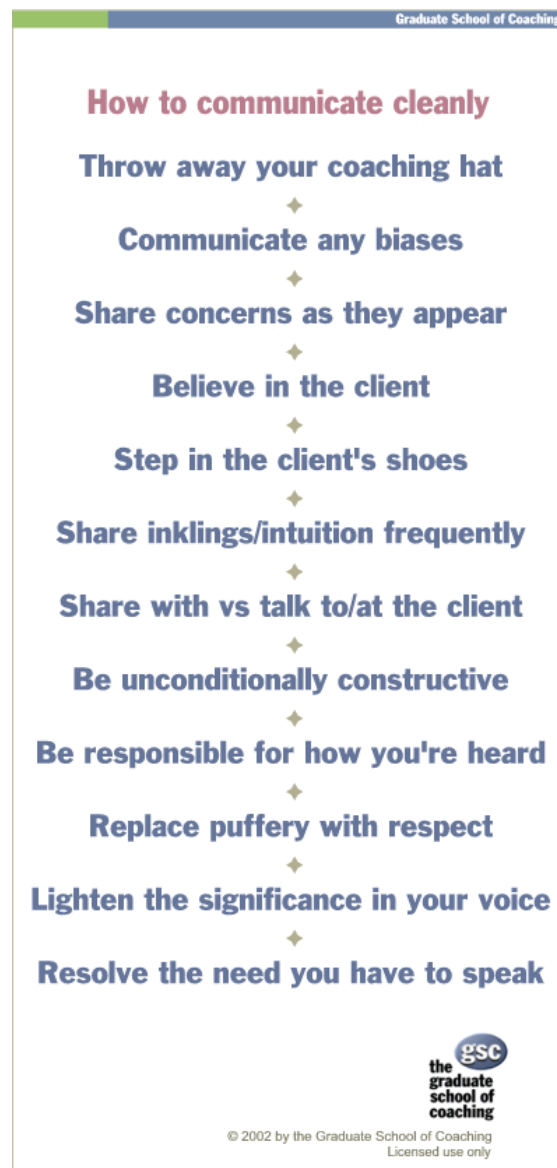 Graduate School of Coaching
How to communicate cleanly
Throw away your coaching hat
Communicate any biases
Share concerns as they appear
Believe in the client
Step in the client's shoes
Share inklings/intuition frequently
Share with vs talk to/at the client
Be unconditionally constructive
Be responsible for how you're heard
Replace puffery with respect
Lighten the significance in your voice
Resolve the need you have to speak
gsc
the
graduate
school of
coaching
© 2002 by the Graduate School of Coaching
Licensed use only